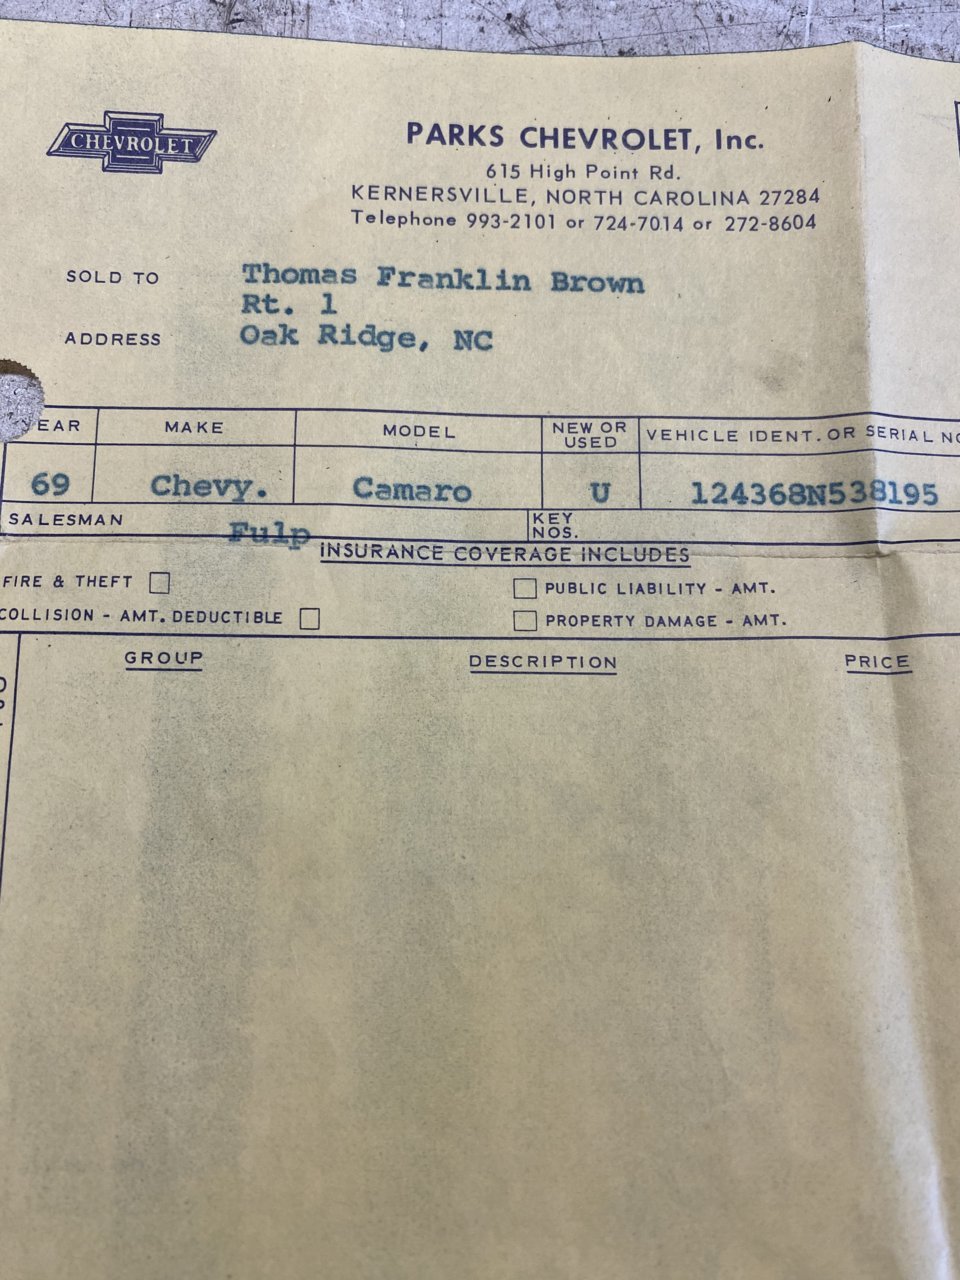 CHEVROLET
PARKS CHEVROLET, Inc.
615 High Point Rd.
KERNERSVILLE, NORTH CAROLINA 27284
Telephone 993-2101 or 724-7014 or 272-8604
SOLD TO Thomas Franklin Brown
Rt. 1
ADDRESS Oak Ridge, NC
EAR MAKE MODEL NEW OR USED VEHICLE IDENT. OR SERIAL NO
69 Chevy. Camaro U 124368N538195
SALESMAN Fulp KEY NOS.
INSURANCE COVERAGE INCLUDES
FIRE & THEFT PUBLIC LIABILITY - AMT.
COLLISION - AMT. DEDUCTIBLE PROPERTY DAMAGE - AMT.
GROUP DESCRIPTION PRICE